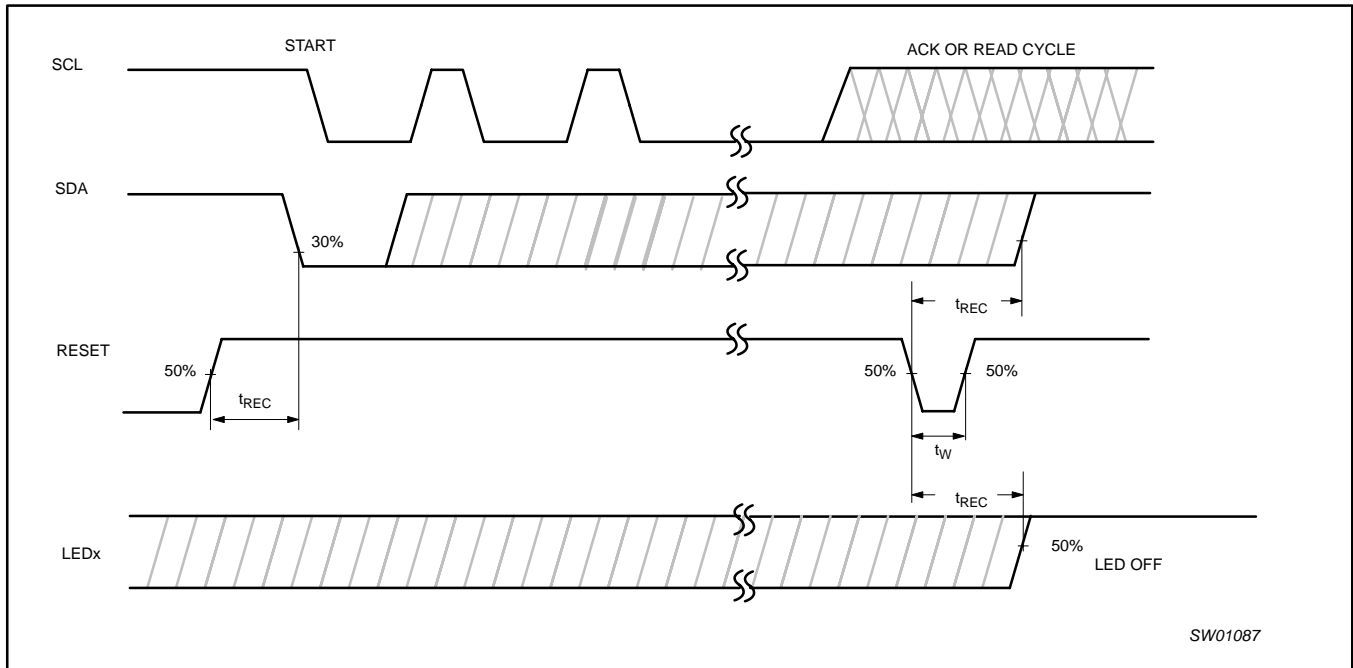 START
ACK OR READ CYCLE
SCL
SDA
30%
tREC
RESET
50%
50%
50%
tREC
tW
tREC
LEDx
50%
LED OFF
SW01087